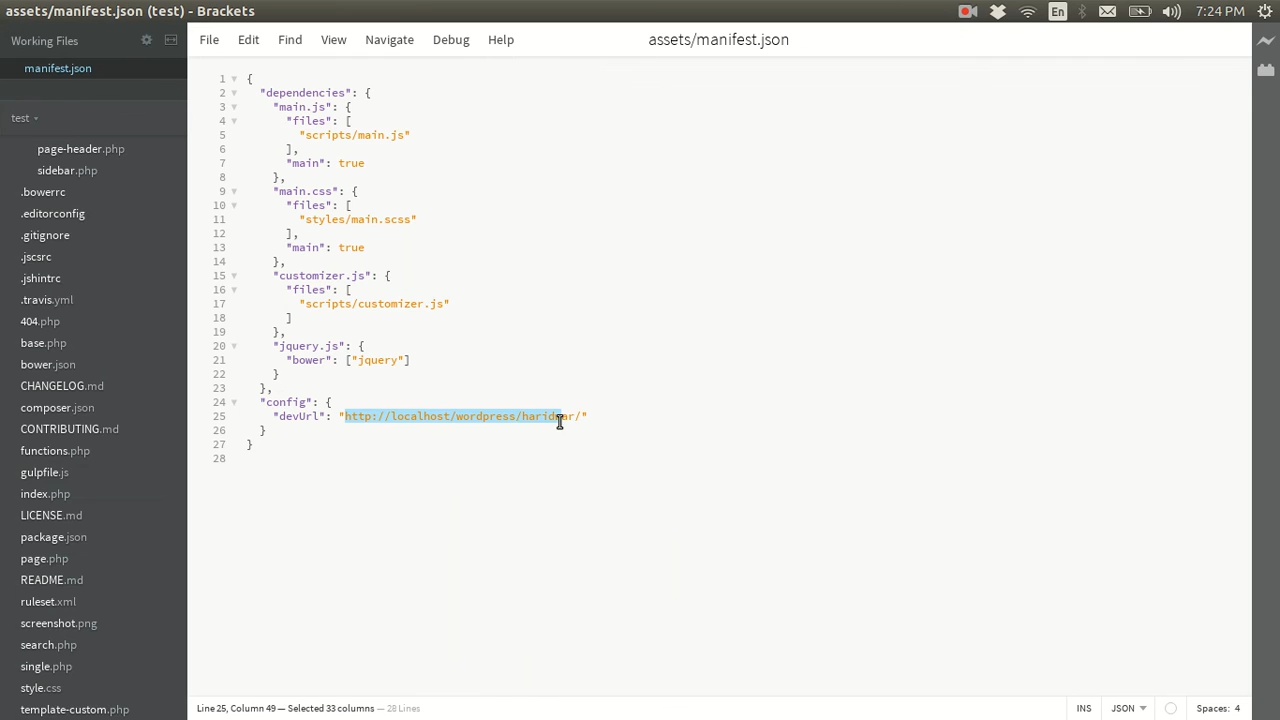 assets/manifest.json (test) - Brackets
En
7:24 PM
Working Files
File Edit Find View Navigate Debug Help
assets/manifest.json
manifest.json
test
page-header.php
sidebar.php
.bowerrc
.editorconfig
.gitignore
.jscsrc
.jshintrc
.travis.yml
404.php
base.php
bower.json
CHANGELOG.md
composer.json
CONTRIBUTING.md
functions.php
gulpfile.js
index.php
LICENSE.md
package.json
page.php
README.md
ruleset.xml
screenshot.png
search.php
single.php
style.css
template-custom.php
1 {
2 "dependencies": {
3 "main.js": {
4 "files": [
5 "scripts/main.js"
6 ],
7 "main": true
8 },
9 "main.css": {
10 "files": [
11 "styles/main.scss"
12 ],
13 "main": true
14 },
15 "customizer.js": {
16 "files": [
17 "scripts/customizer.js"
18 ]
19 },
20 "jquery.js": {
21 "bower": ["jquery"]
22 }
23 },
24 "config": {
25 "devUrl": "http://localhost/wordpress/haridwar/"
26 }
27 }
28
Line 25, Column 49 — Selected 33 columns — 28 Lines
INS JSON Spaces: 4